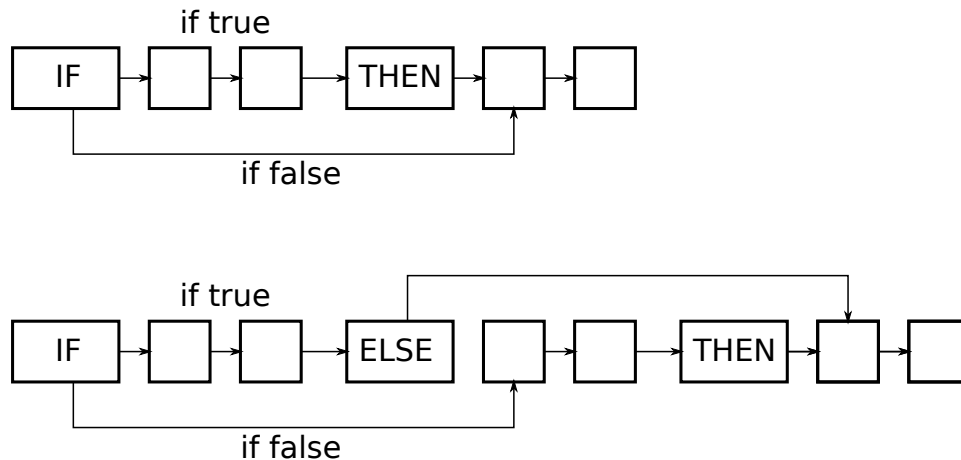 if true
IF THEN
if false
if true
IF ELSE THEN
if false